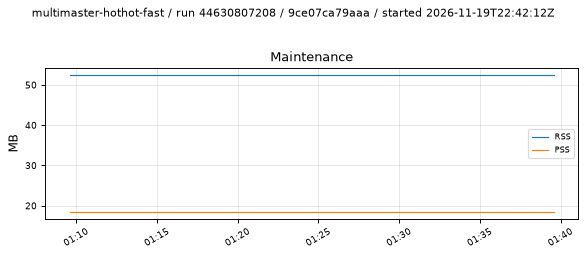 multimaster-hothot-fast / run 44630807208 / 9ce07ca79aaa / started 2026-11-19T22:42:12Z
Maintenance
MB
50
40
30
20
RSS
PSS
01:10
01:15
01:20
01:25
01:30
01:35
01:40